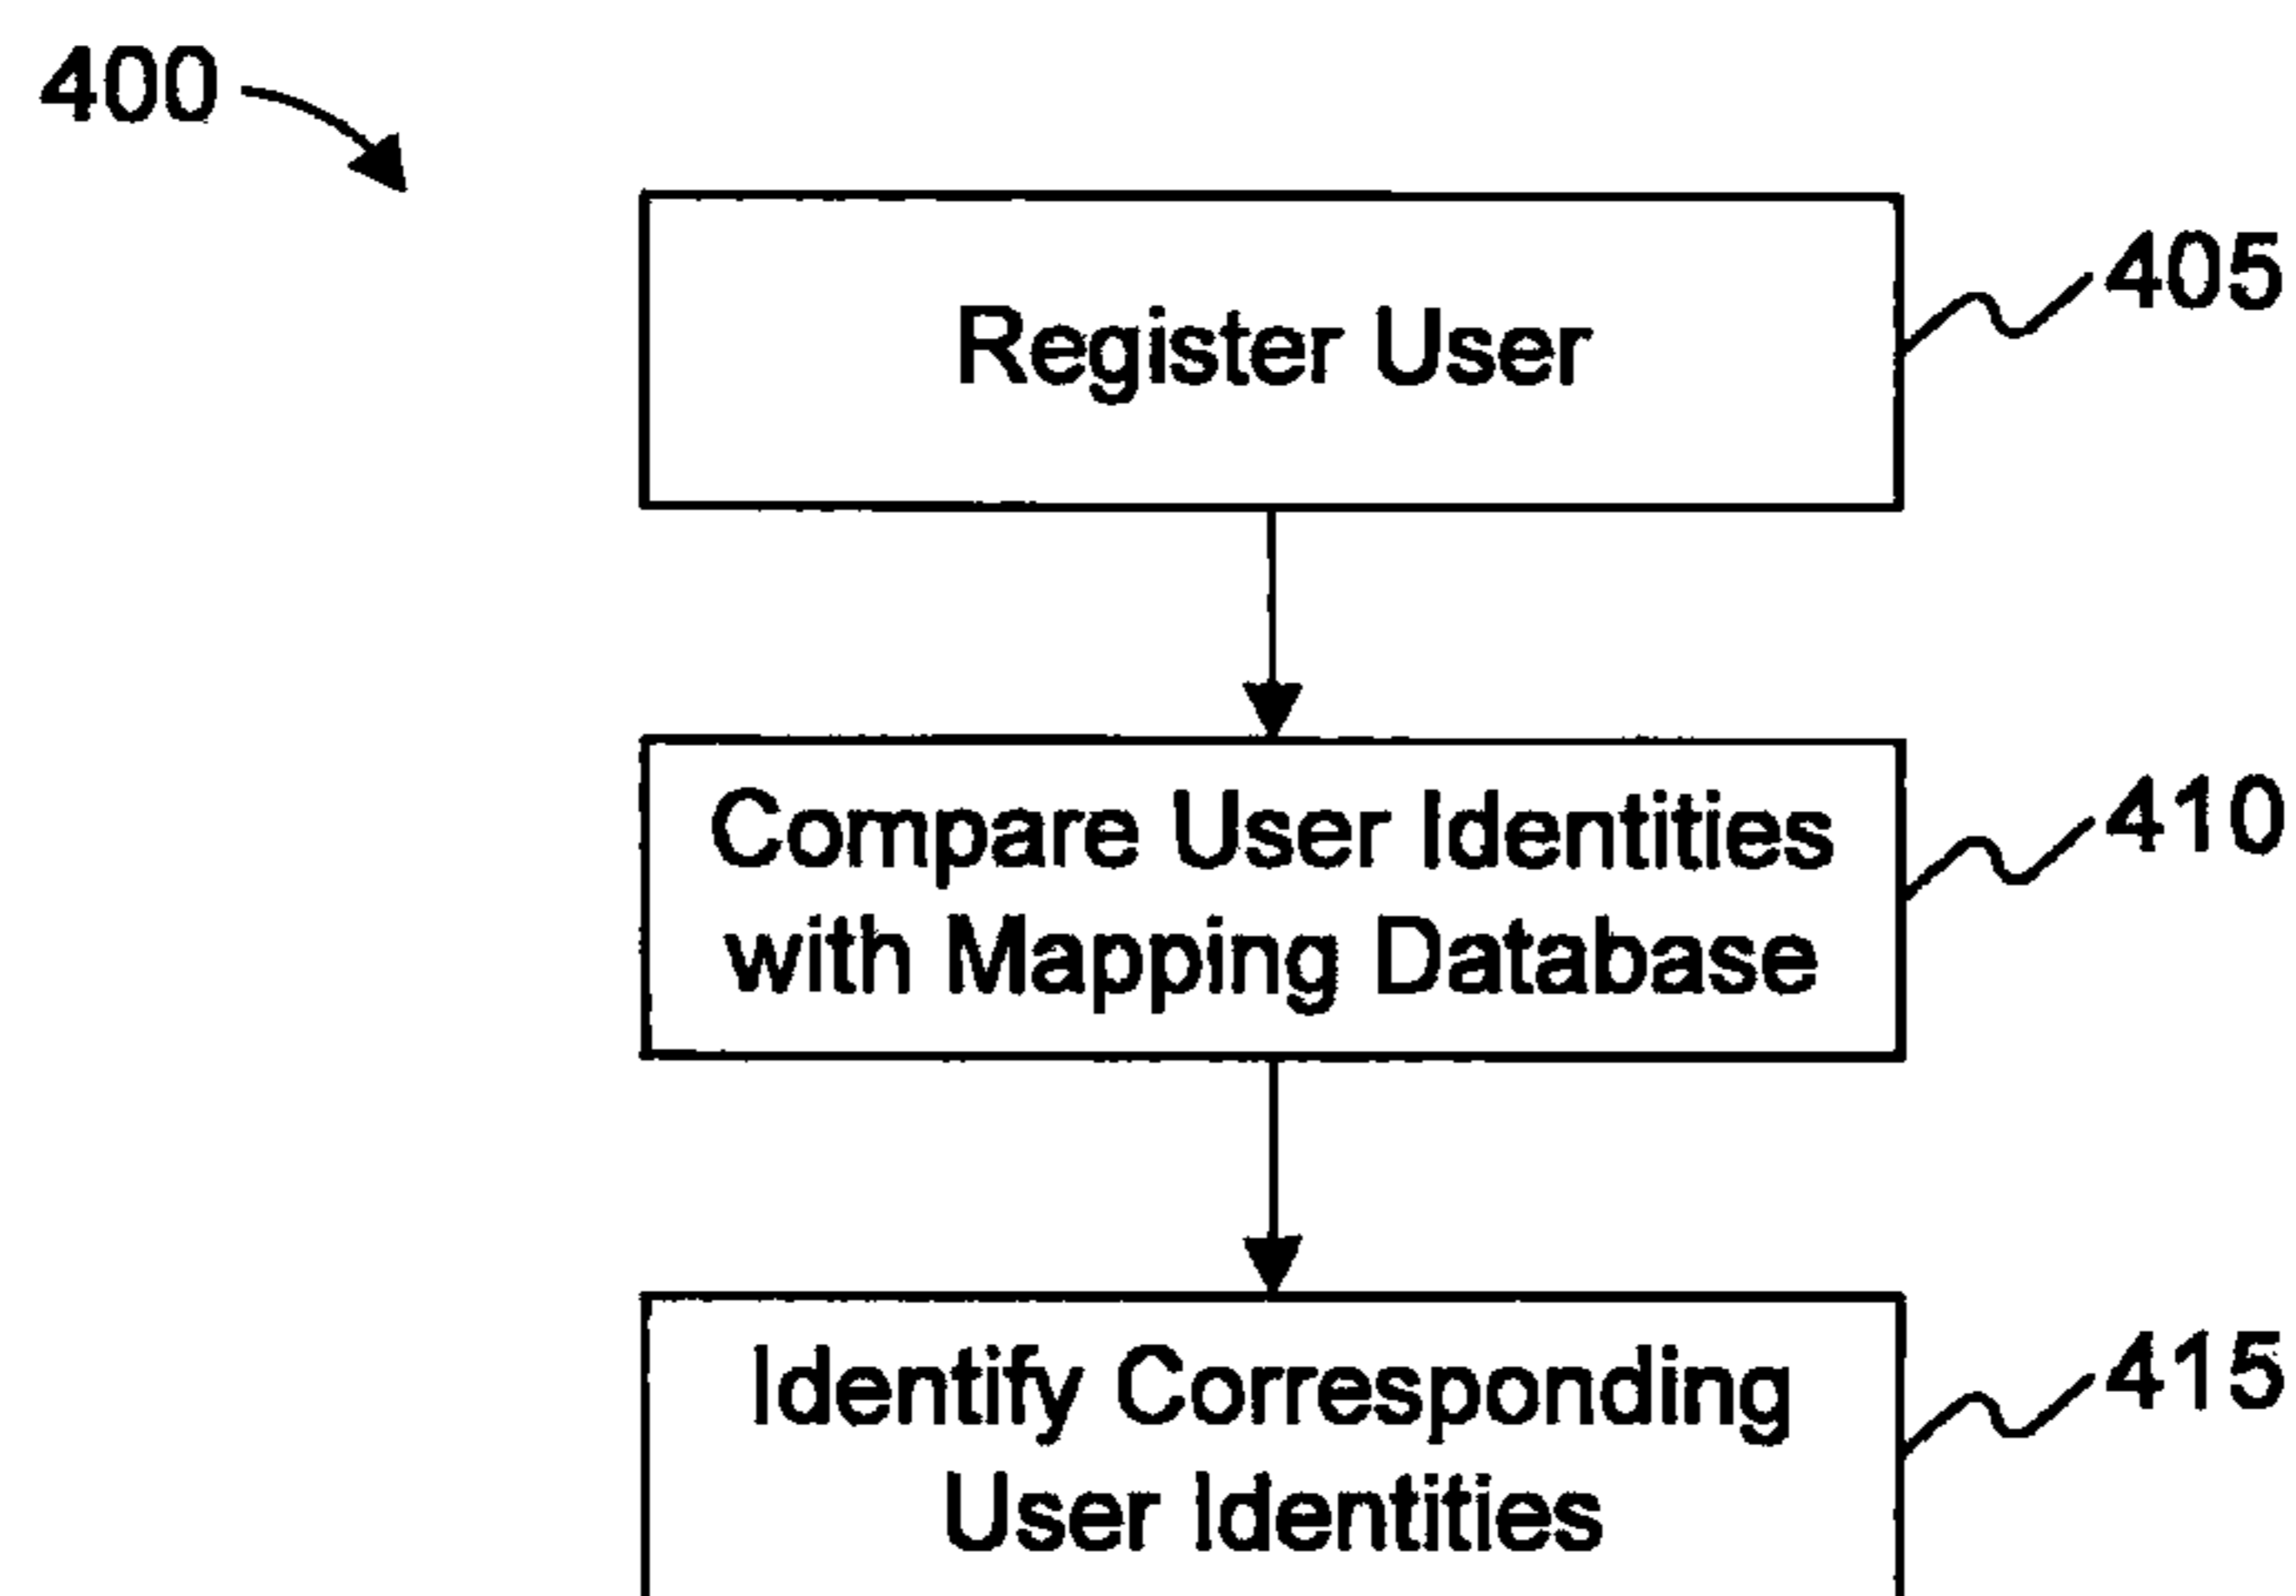 400
Register User
405
Compare User Identities
with Mapping Database
410
Identify Corresponding
User Identities
415